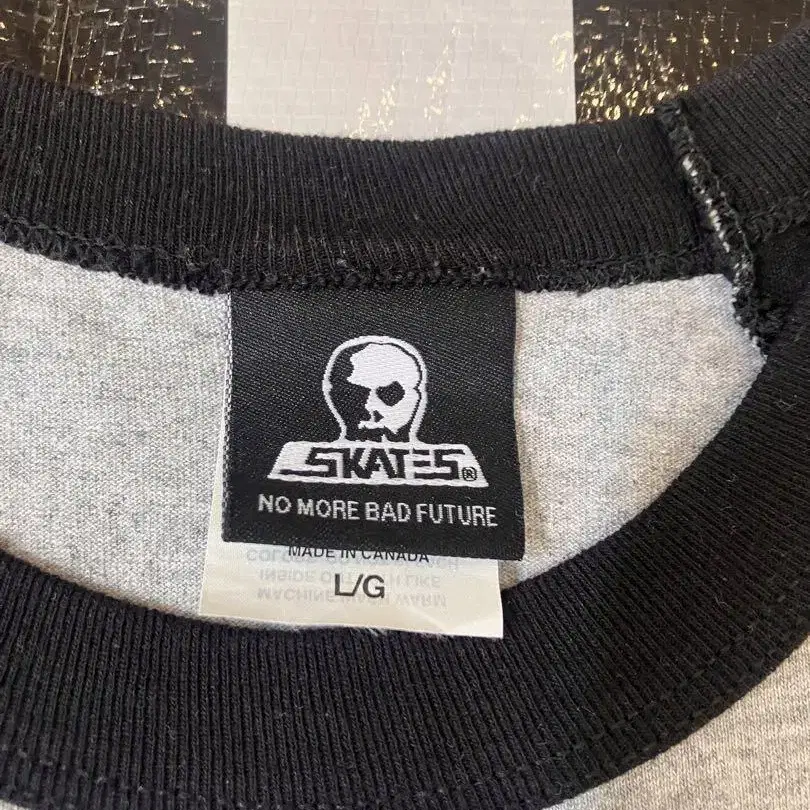 SKATES®
NO MORE BAD FUTURE
MADE IN CANADA
L/G